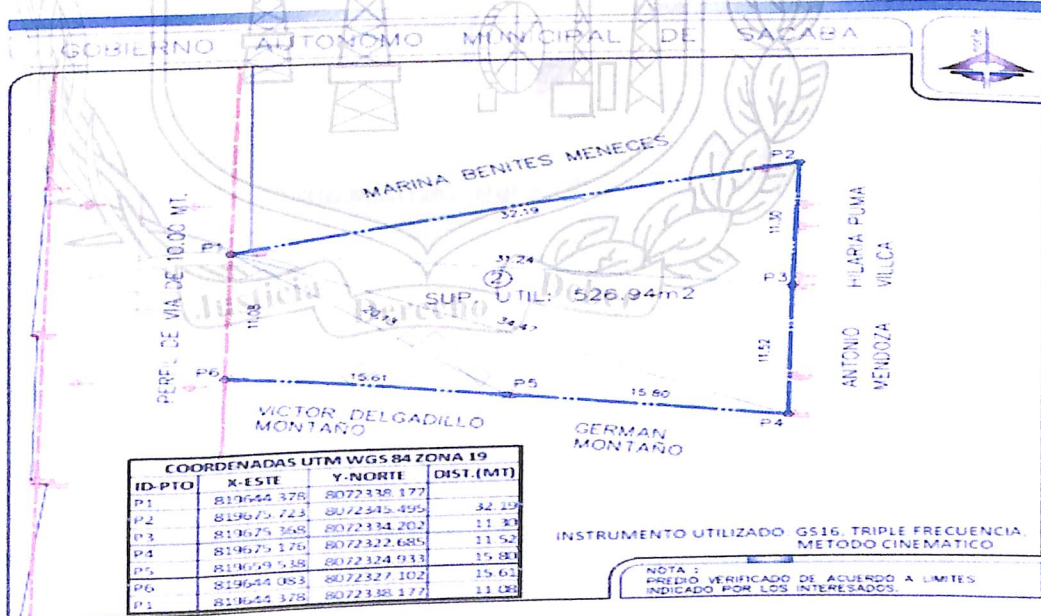 GOBIERNO AUTONOMO MUNICIPAL DE SACABA
MARINA BENITES MENECES
P2
32.19
11.30
HILARIA PUMA
VILLCA
PERFIL DE VIA DE 10.00 MT.
P1
31.24
P3
2
SUP. UTIL: 526.94m2
Justicia Derecho Deber
11.08
34.47
11.52
ANTONIO
MENDOZA
P6
15.61
P5
15.80
P4
VICTOR DELGADILLO
MONTAÑO
GERMAN
MONTAÑO
COORDENADAS UTM WGS 84 ZONA 19
ID-PTO X-ESTE Y-NORTE DIST.(MT)
P1 819644.378 8072338.177
P2 819675.723 8072345.495 32.19
P3 819675.368 8072334.202 11.30
P4 819675.176 8072322.685 11.52
P5 819659.538 8072324.933 15.80
P6 819644.083 8072327.102 15.61
P1 819644.378 8072338.177 11.08
INSTRUMENTO UTILIZADO: GS16, TRIPLE FRECUENCIA,
METODO CINEMATICO
NOTA :
PREDIO VERIFICADO DE ACUERDO A LIMITES
INDICADO POR LOS INTERESADOS.